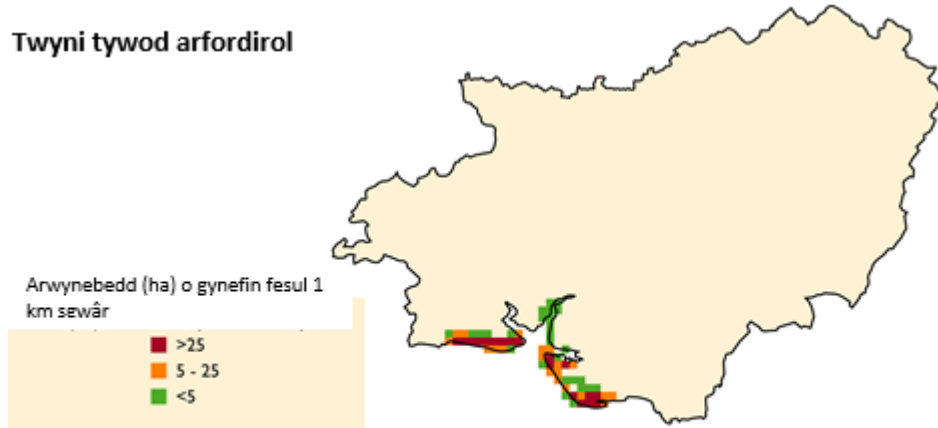 Twyni tywod arfordirol
Arwynebedd (ha) o gynefin fesul 1
km sgwâr
>25
5 - 25
<5